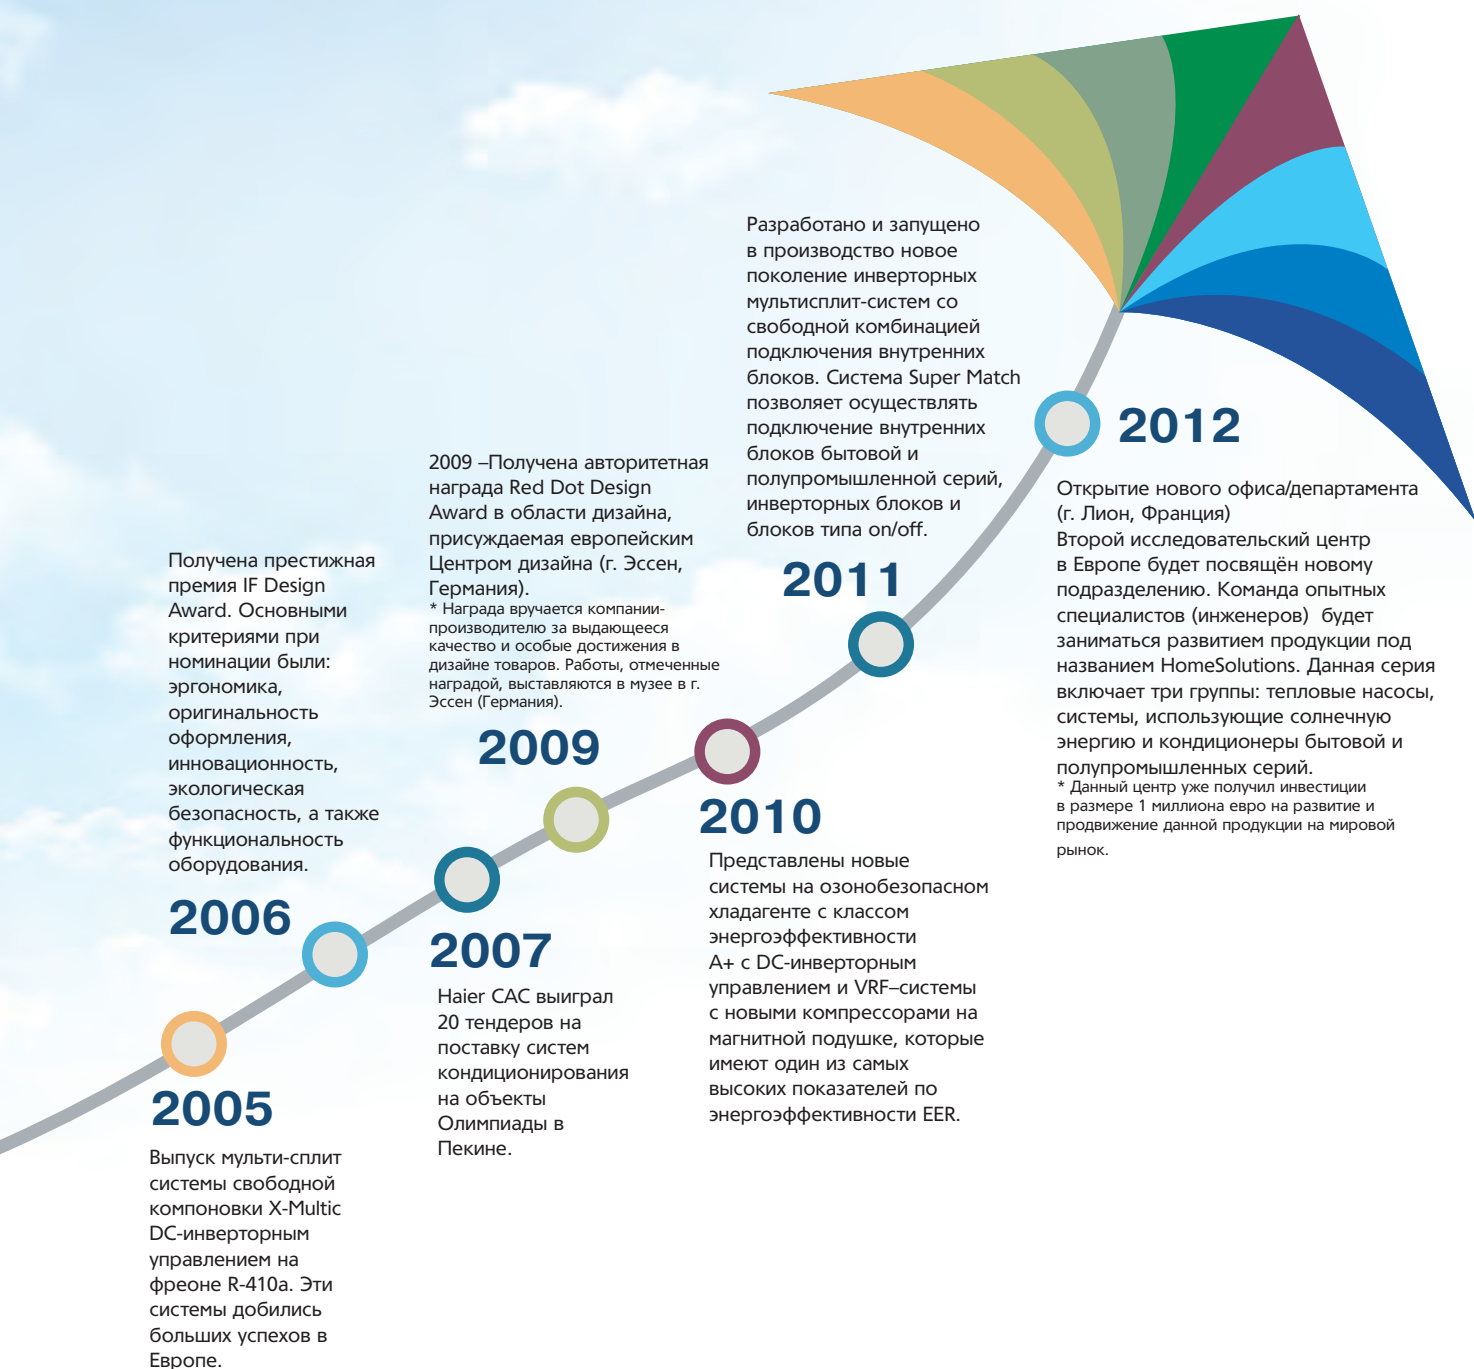 Выпуск мульти-сплит
системы свободной
компоновки X-Multiс
DC-инверторным
управлением на
фреоне R-410a. Эти
системы добились
больших успехов в
Европе.
2005
Получена престижная
премия IF Design
Award. Основными
критериями при
номинации были:
эргономика,
оригинальность
оформления,
инновационность,
экологическая
безопасность, а также
функциональность
оборудования.
2006
2007
Haier CAC выиграл
20 тендеров на
поставку систем
кондиционирования
на объекты
Олимпиады в
Пекине.
2009 –Получена авторитетная
награда Red Dot Design
Award в области дизайна,
присуждаемая европейским
Центром дизайна (г. Эссен,
Германия).
* Награда вручается компании-
производителю за выдающееся
качество и особые достижения в
дизайне товаров. Работы, отмеченные
наградой, выставляются в музее в г.
Эссен (Германия).
2009
2010
Представлены новые
системы на озонобезопасном
хладагенте с классом
энергоэффективности
А+ с DC-инверторным
управлением и VRF–системы
с новыми компрессорами на
магнитной подушке, которые
имеют один из самых
высоких показателей по
энергоэффективности EER.
Разработано и запущено
в производство новое
поколение инверторных
мультисплит-систем со
свободной комбинацией
подключения внутренних
блоков. Система Super Match
позволяет осуществлять
подключение внутренних
блоков бытовой и
полупромышленной серий,
инверторных блоков и
блоков типа on/off.
2011
2012
Открытие нового офиса/департамента
(г. Лион, Франция)
Второй исследовательский центр
в Европе будет посвящён новому
подразделению. Команда опытных
специалистов (инженеров)  будет
заниматься развитием продукции под
названием HomeSolutions. Данная серия
включает три группы: тепловые насосы,
системы, использующие солнечную
энергию и кондиционеры бытовой и
полупромышленных серий.
* Данный центр уже получил инвестиции
в размере 1 миллиона евро на развитие и
продвижение данной продукции на мировой
рынок.